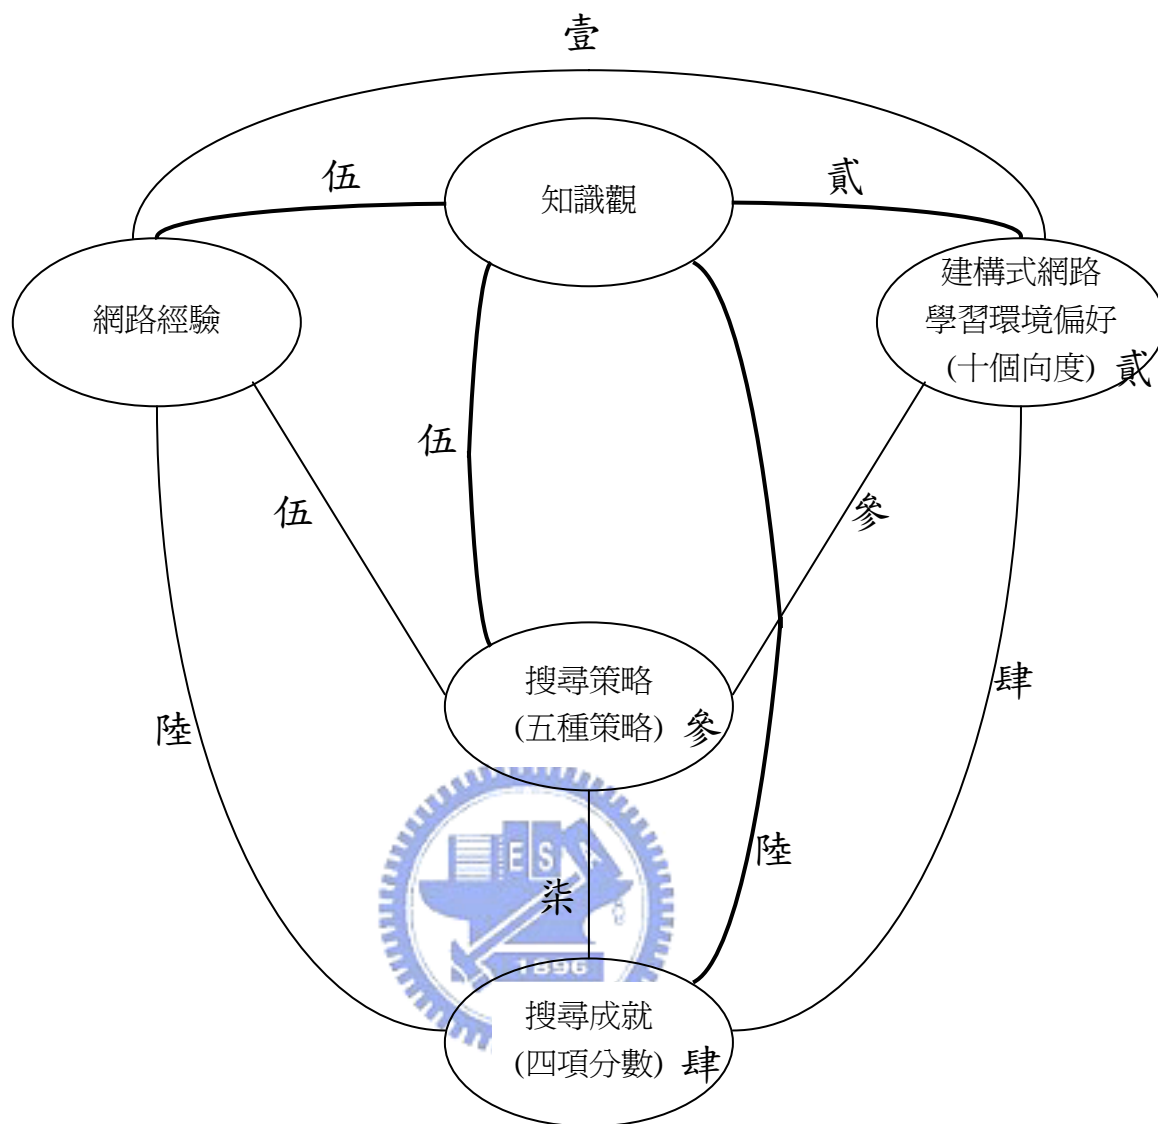 壹
伍
知識觀
貳
網路經驗
建構式網路
學習環境偏好
(十個向度) 貳
伍
伍
參
搜尋策略
(五種策略) 參
肆
陸
陸
ES
柒
1896
搜尋成就
(四項分數) 肆